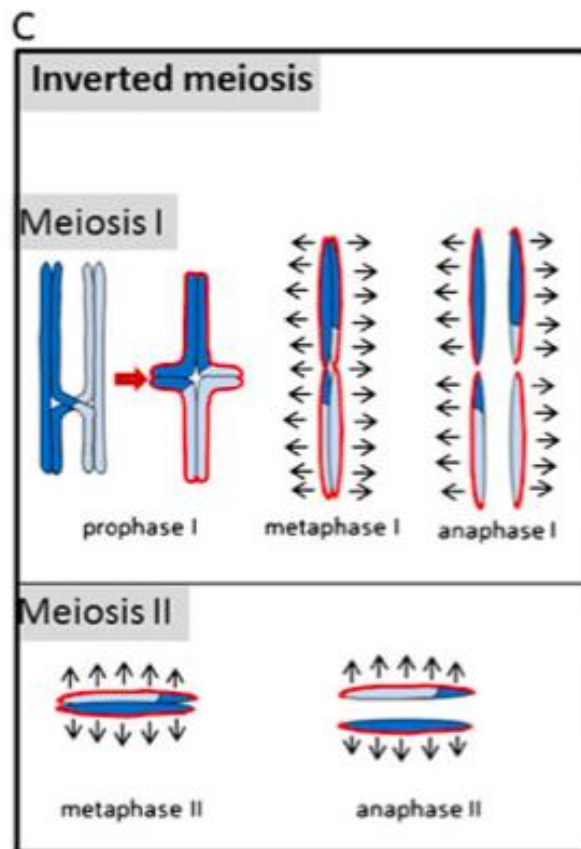 C
Inverted meiosis
Meiosis I
prophase I
metaphase I
anaphase I
Meiosis II
metaphase II
anaphase II